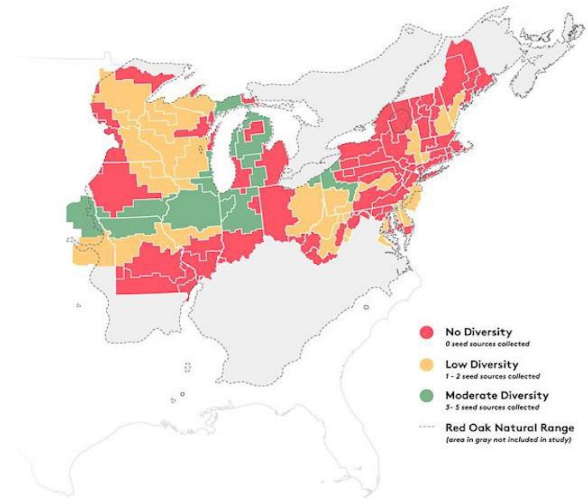 No Diversity
0 seed sources collected
Low Diversity
1 - 2 seed sources collected
Moderate Diversity
3- 5 seed sources collected
Red Oak Natural Range
(area in gray not included in study)